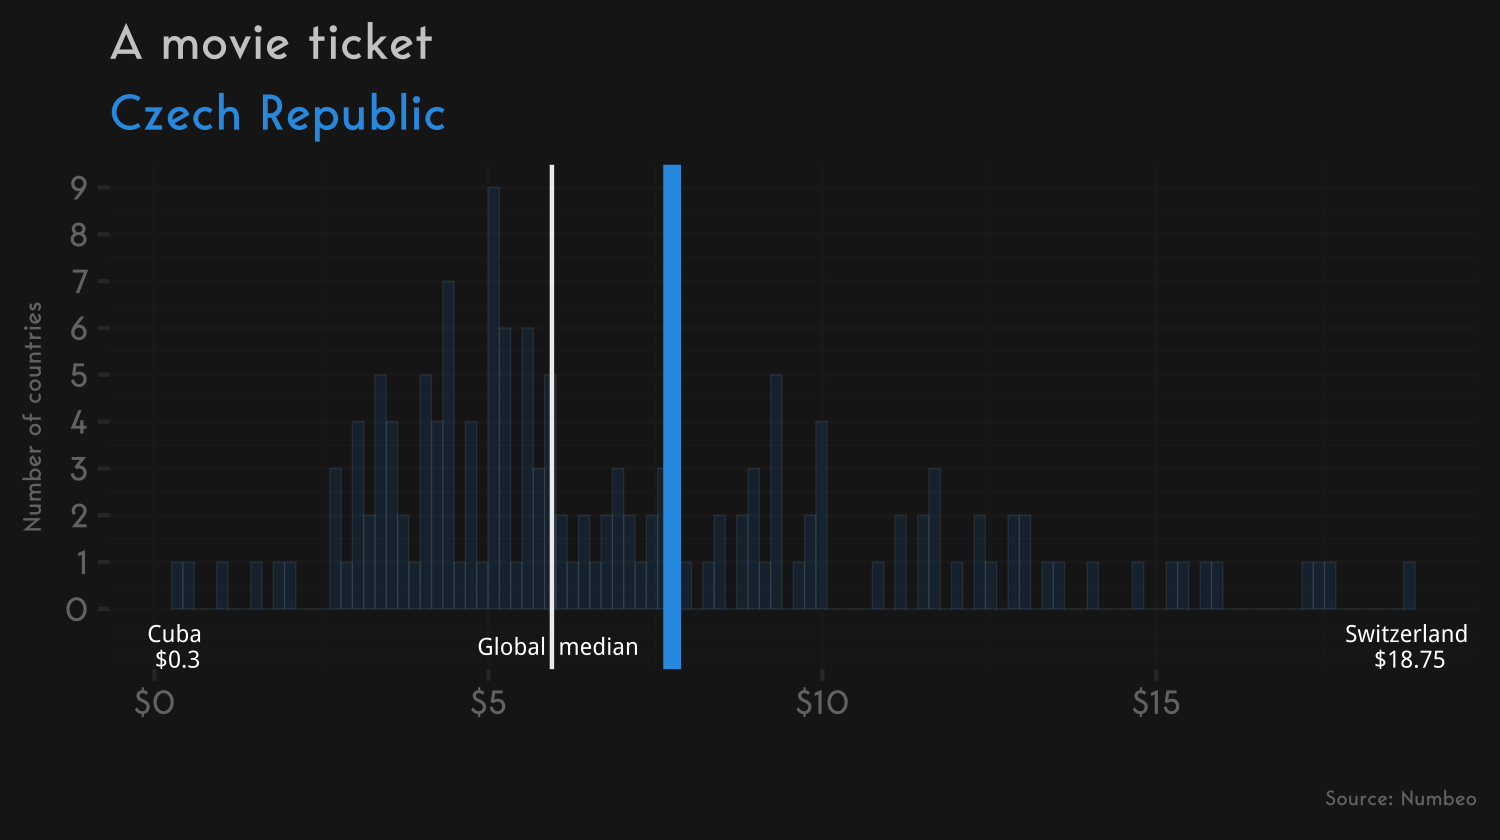 A movie ticket
Czech Republic
Number of countries
9
8
7
6
5
4
3
2
1
0
Cuba
$0.3
Global median
Switzerland
$18.75
$0 $5 $10 $15
Source: Numbeo